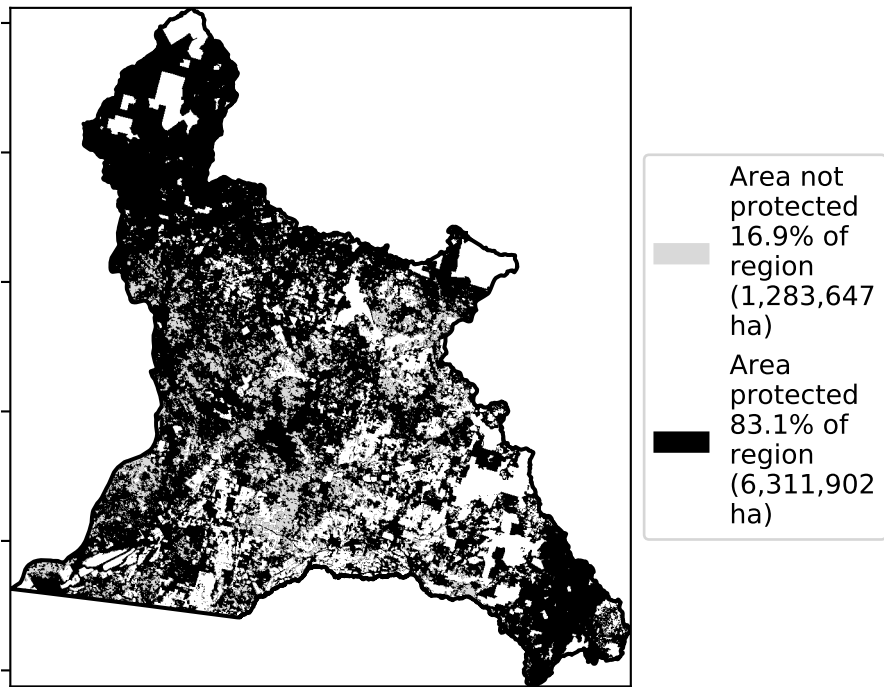 Area not
protected
16.9% of
region
(1,283,647
ha)
Area
protected
83.1% of
region
(6,311,902
ha)